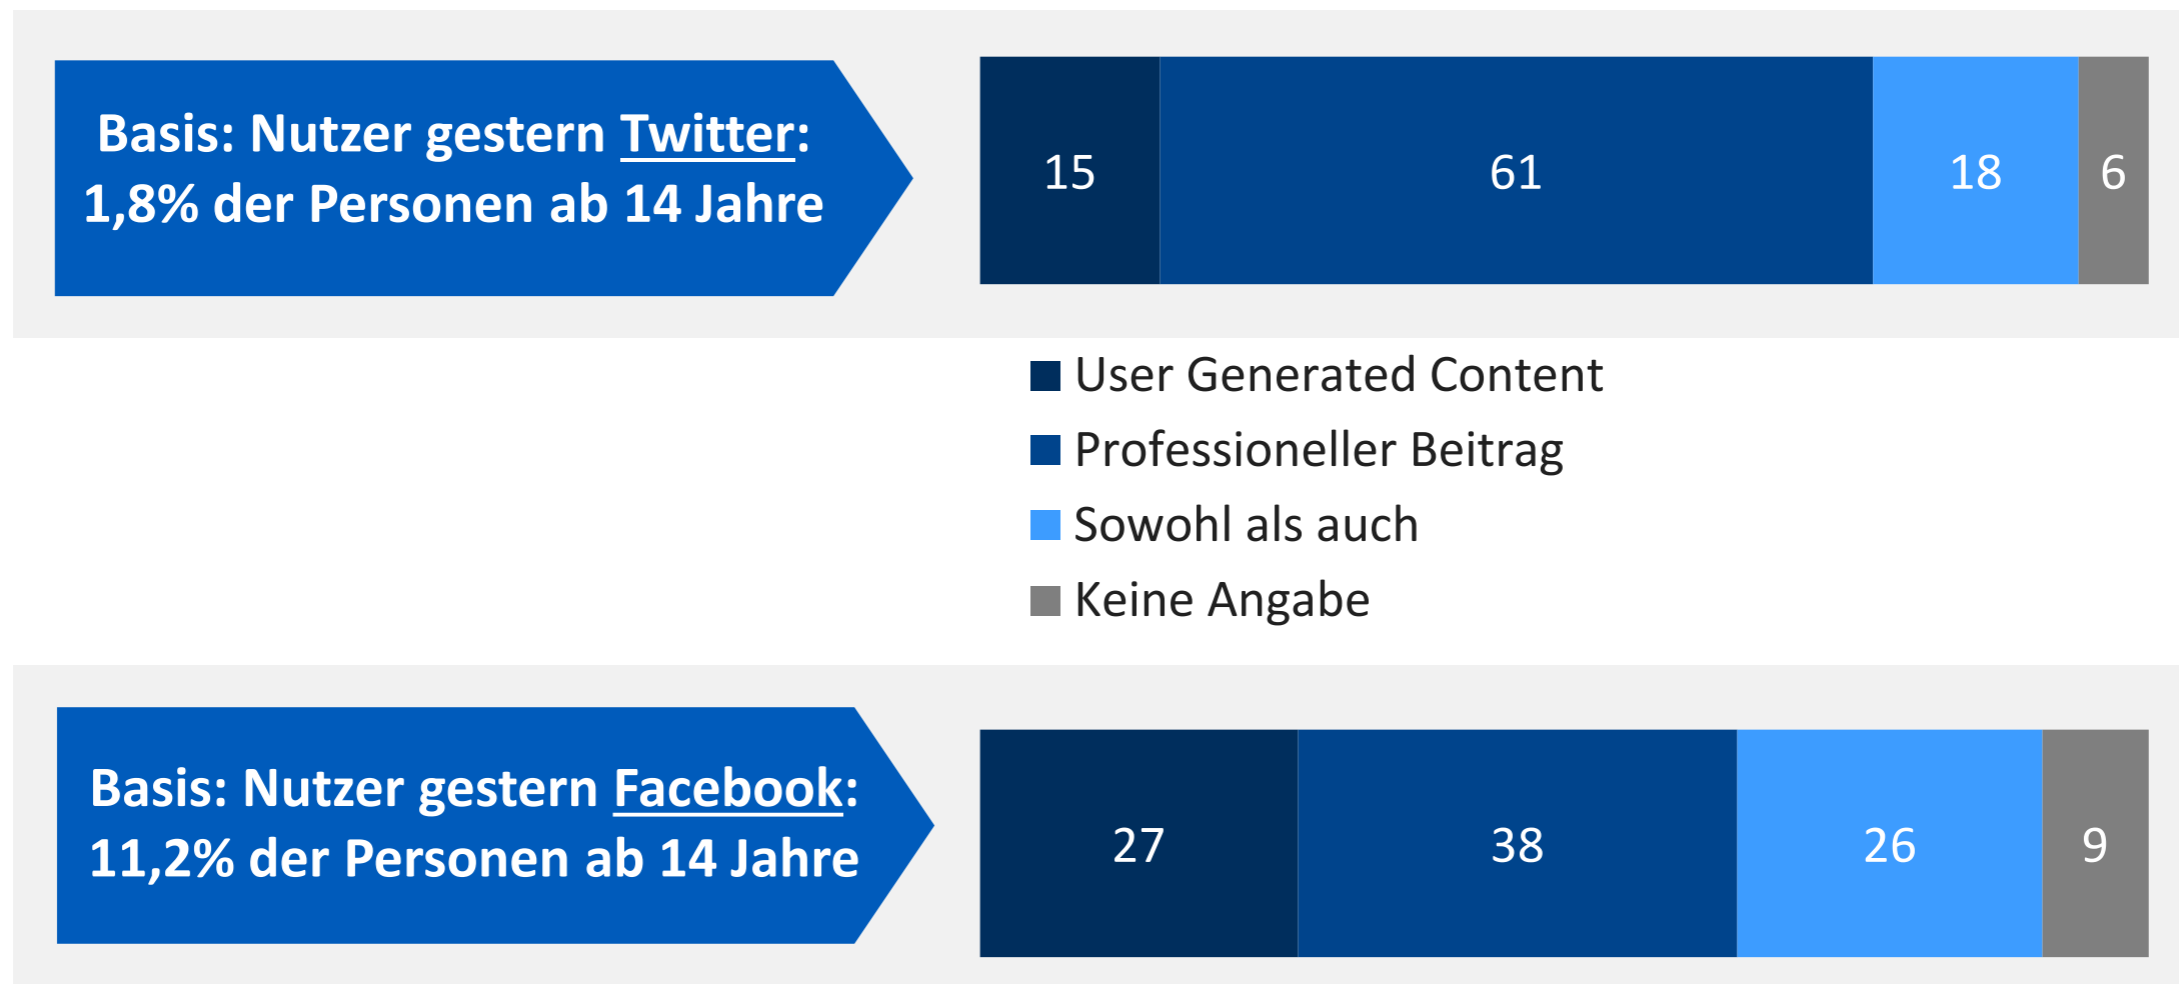 Basis: Nutzer gestern Twitter:
1,8% der Personen ab 14 Jahre
15 61 18 6
User Generated Content
Professioneller Beitrag
Sowohl als auch
Keine Angabe
Basis: Nutzer gestern Facebook:
11,2% der Personen ab 14 Jahre
27 38 26 9